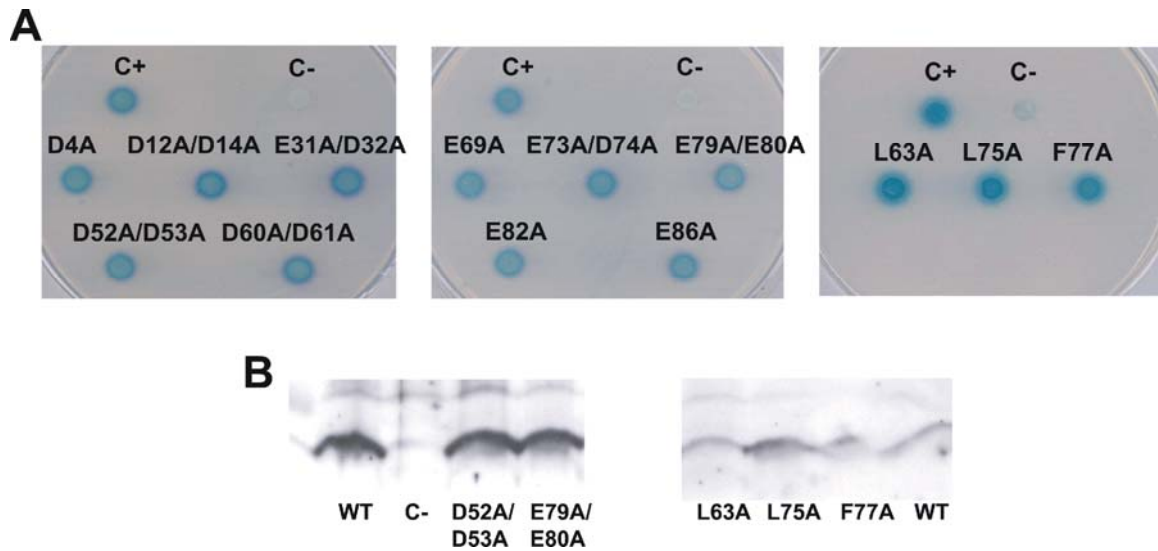 A
C+ C-
D4A D12A/D14A E31A/D32A
D52A/D53A D60A/D61A
C+ C-
E69A E73A/D74A E79A/E80A
E82A E86A
C+ C-
L63A L75A F77A
B
WT C- D52A/ E79A/
D53A E80A
L63A L75A F77A WT